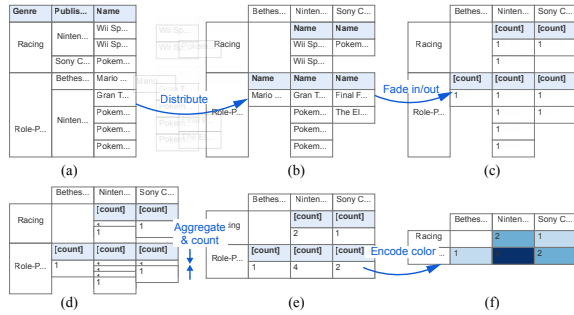 Genre Publis... Name
Racing Ninten... Wii Sp...
Wii Sp...
Sony C... Pokem...
Role-P... Bethes... Mario ...
Ninten... Gran T...
Pokem...
Pokem...
Pokem...
(a)
Distribute
Bethes... Ninten... Sony C...
Racing Name Name
Wii Sp... Pokem...
Wii Sp...
Role-P... Name Name Name
Mario ... Gran T... Final F...
Pokem... The El...
Pokem...
Pokem...
(b)
Fade in/out
Bethes... Ninten... Sony C...
Racing [count] [count]
1 1
1
Role-P... [count] [count] [count]
1 1 1
1 1
1
1
(c)
Bethes... Ninten... Sony C...
Racing [count] [count]
1
1
Role-P... [count] [count] [count]
1 1 1
1
1
(d)
Aggregate
& count
Bethes... Ninten... Sony C...
Racing [count] [count]
2 1
Role-P... [count] [count] [count]
1 4 2
(e)
Encode color
Bethes... Ninten... Sony C...
Racing 2 1
1 2
(f)